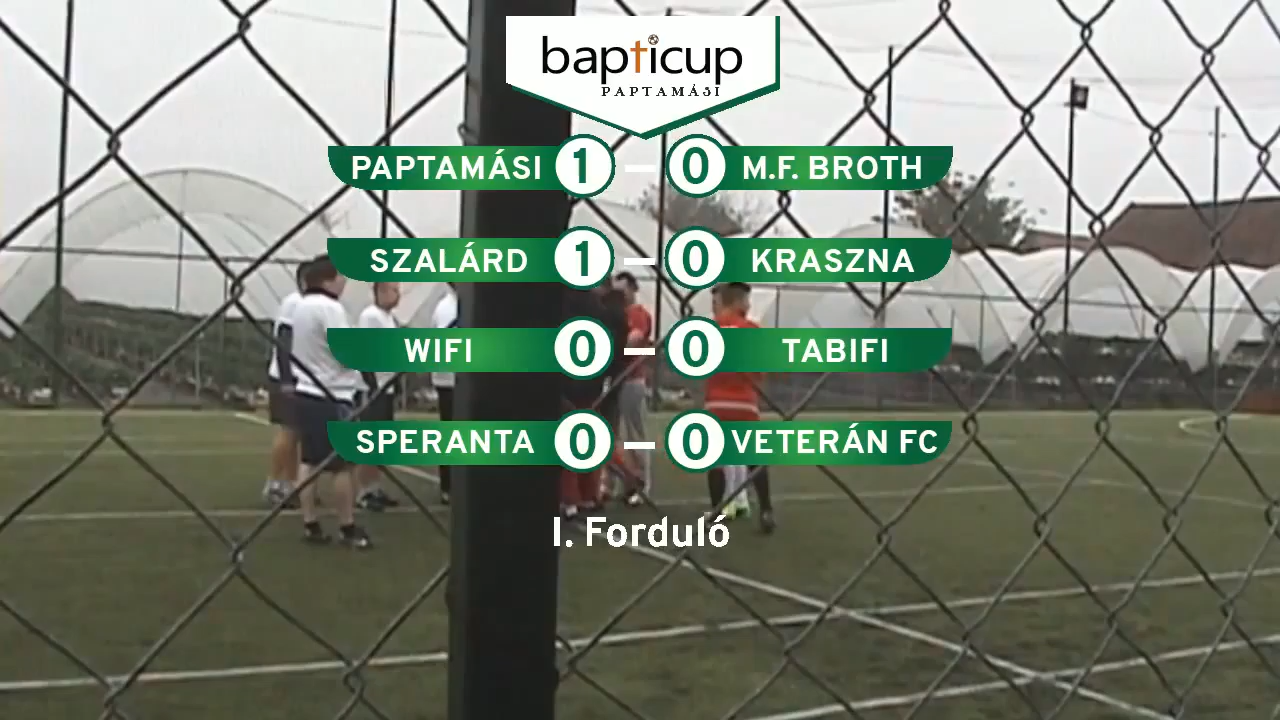 bapticup
PAPTAMÁSI
PAPTAMÁSI 1 – 0 M.F. BROTH
SZALÁRD 1 – 0 KRASZNA
WIFI 0 – 0 TABIFI
SPERANTA 0 – 0 VETERÁN FC
I. Forduló